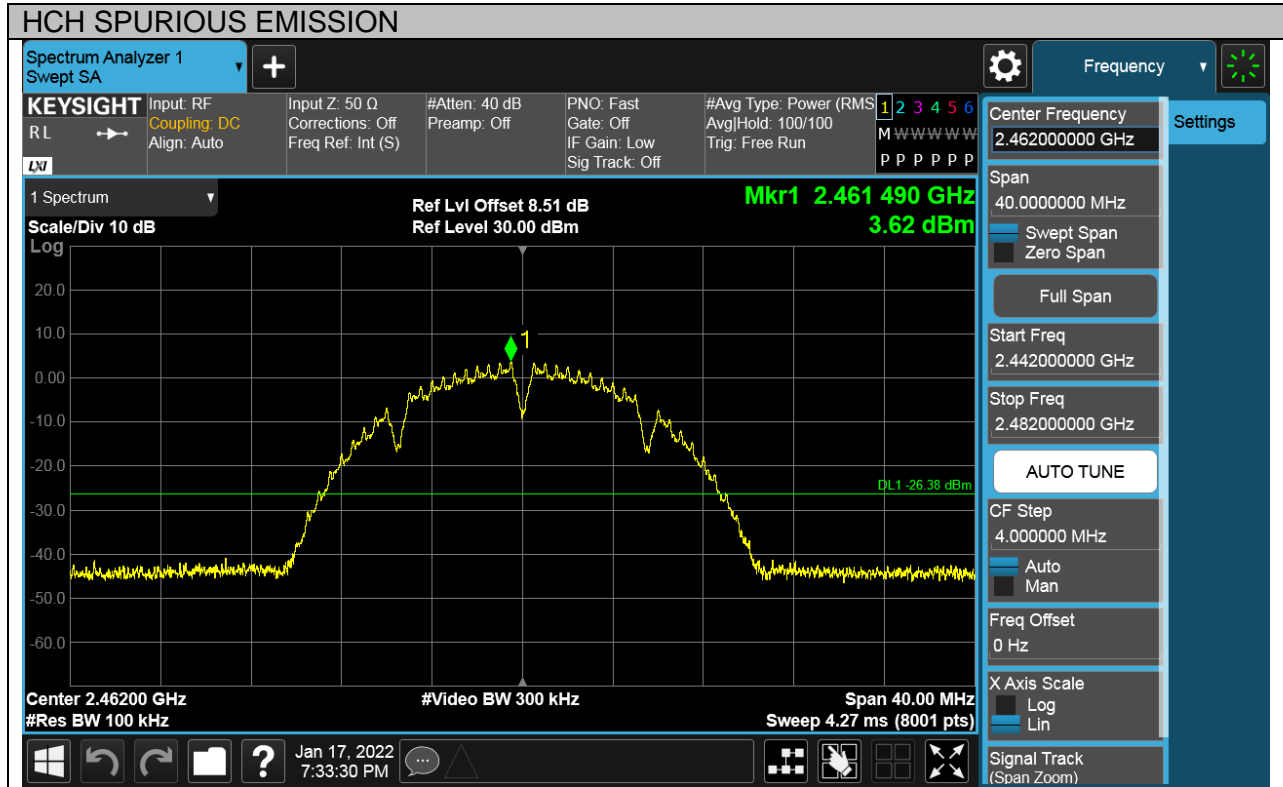 HCH SPURIOUS EMISSION
Spectrum Analyzer 1
Swept SA
+
Frequency
KEYSIGHT
RL
LXI
Input: RF
Coupling: DC
Align: Auto
Input Z: 50 Ω
Corrections: Off
Freq Ref: Int (S)
#Atten: 40 dB
Preamp: Off
PNO: Fast
Gate: Off
IF Gain: Low
Sig Track: Off
#Avg Type: Power (RMS
Avg|Hold: 100/100
Trig: Free Run
1 2 3 4 5 6
M W W W W W
P P P P P P
1 Spectrum
Scale/Div 10 dB
Ref Lvl Offset 8.51 dB
Ref Level 30.00 dBm
Mkr1 2.461 490 GHz
3.62 dBm
Log
20.0
10.0
0.00
-10.0
-20.0
-30.0
-40.0
-50.0
-60.0
1
DL1 -26.38 dBm
Center 2.46200 GHz
#Res BW 100 kHz
#Video BW 300 kHz
Span 40.00 MHz
Sweep 4.27 ms (8001 pts)
Center Frequency
2.462000000 GHz
Settings
Span
40.0000000 MHz
Swept Span
Zero Span
Full Span
Start Freq
2.442000000 GHz
Stop Freq
2.482000000 GHz
AUTO TUNE
CF Step
4.000000 MHz
Auto
Man
Freq Offset
0 Hz
X Axis Scale
Log
Lin
Signal Track
(Span Zoom)
?
Jan 17, 2022
7:33:30 PM